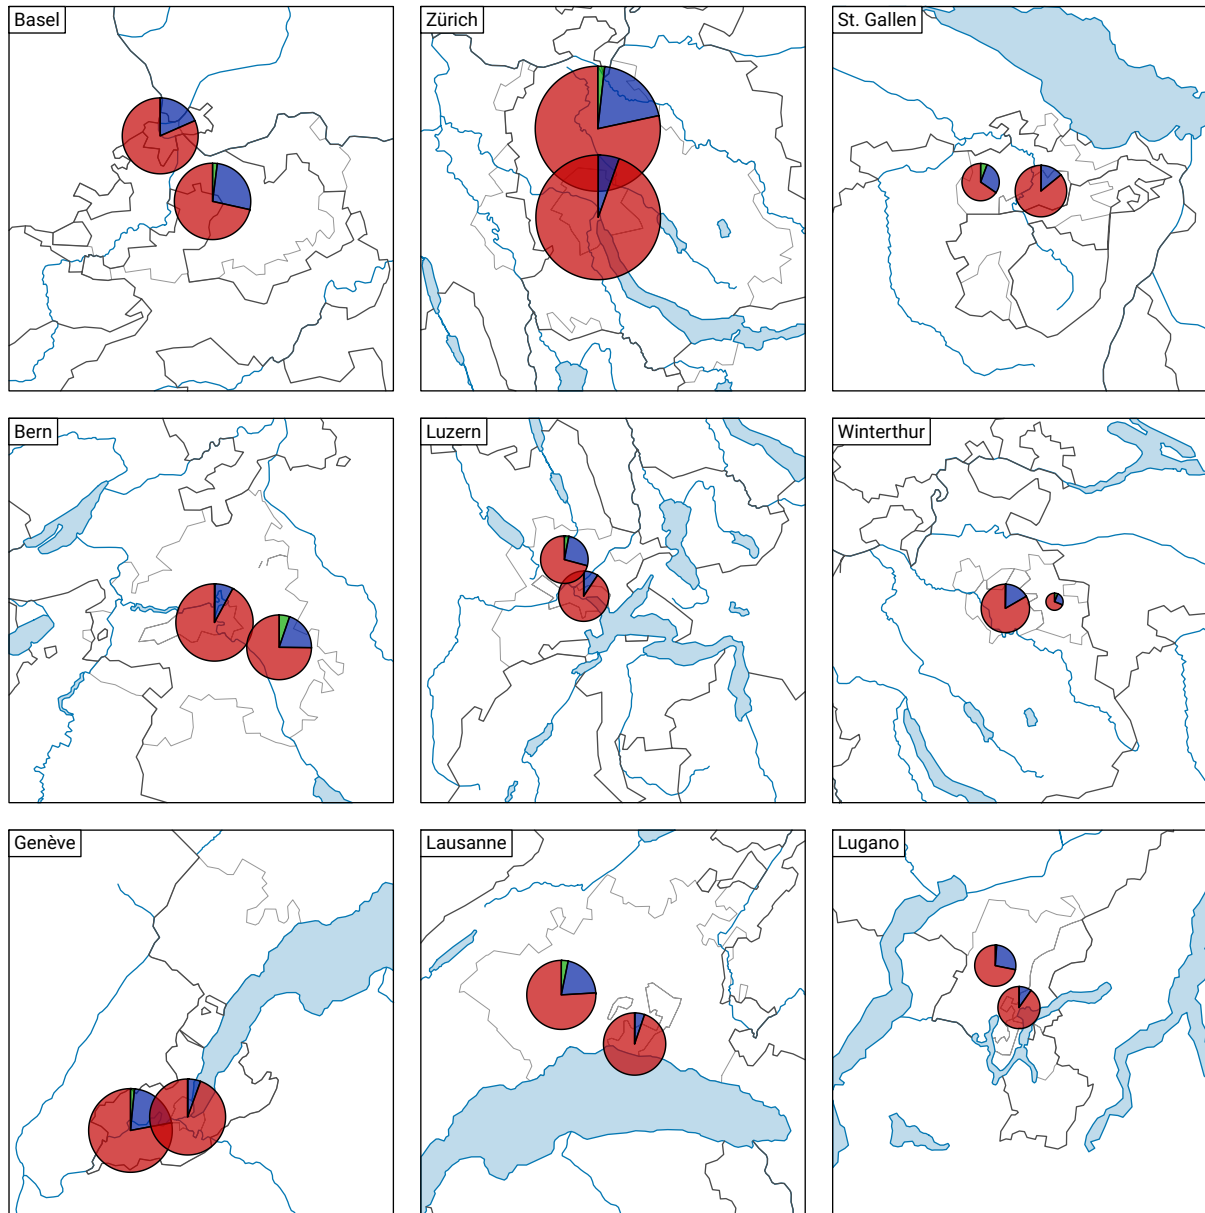 Basel
Zürich
St. Gallen
Bern
Luzern
Winterthur
Genève
Lausanne
Lugano